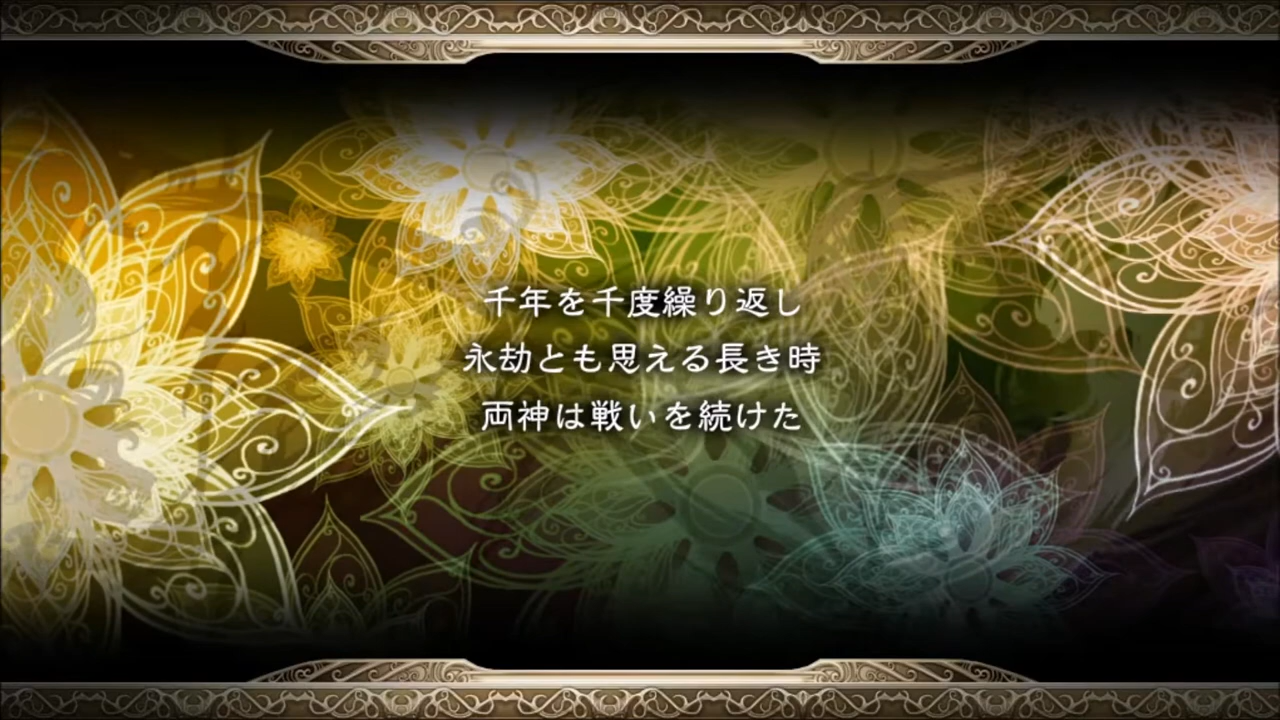 千年を千度繰り返し
永劫とも思える長き時
両神は戦いを続けた